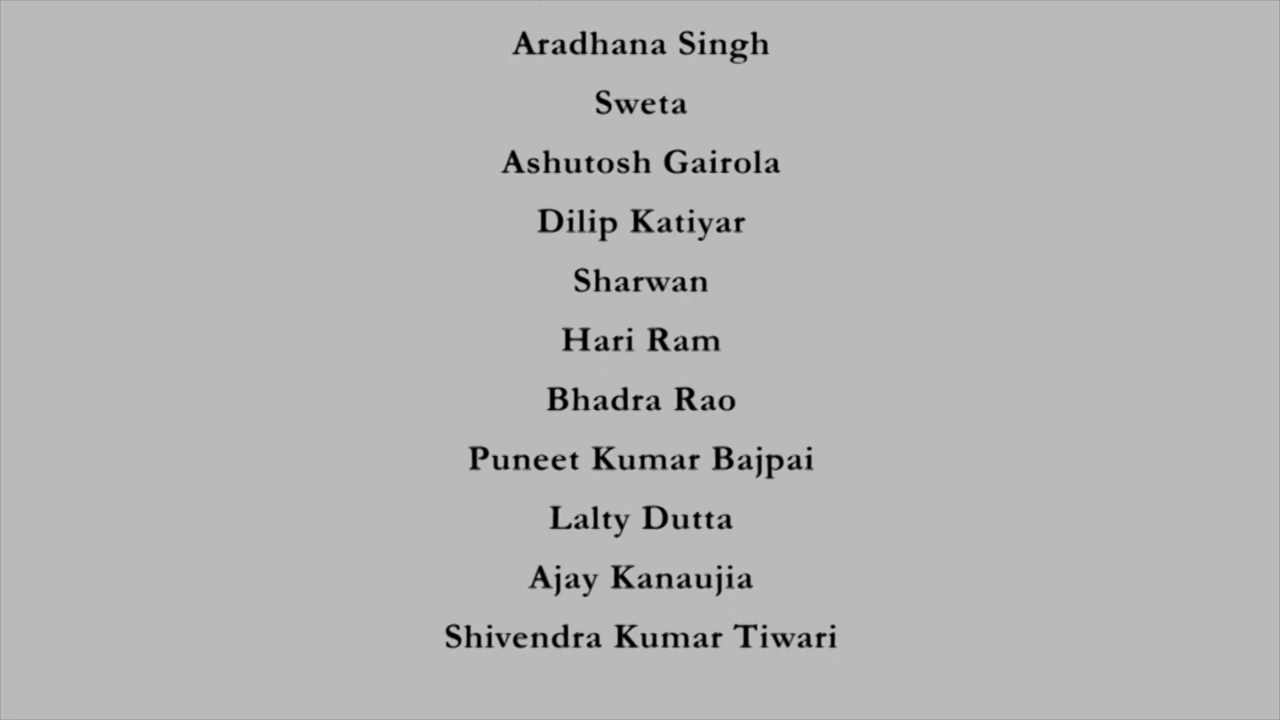 Aradhana Singh
Sweta
Ashutosh Gairola
Dilip Katiyar
Sharwan
Hari Ram
Bhadra Rao
Puneet Kumar Bajpai
Lalty Dutta
Ajay Kanaujia
Shivendra Kumar Tiwari